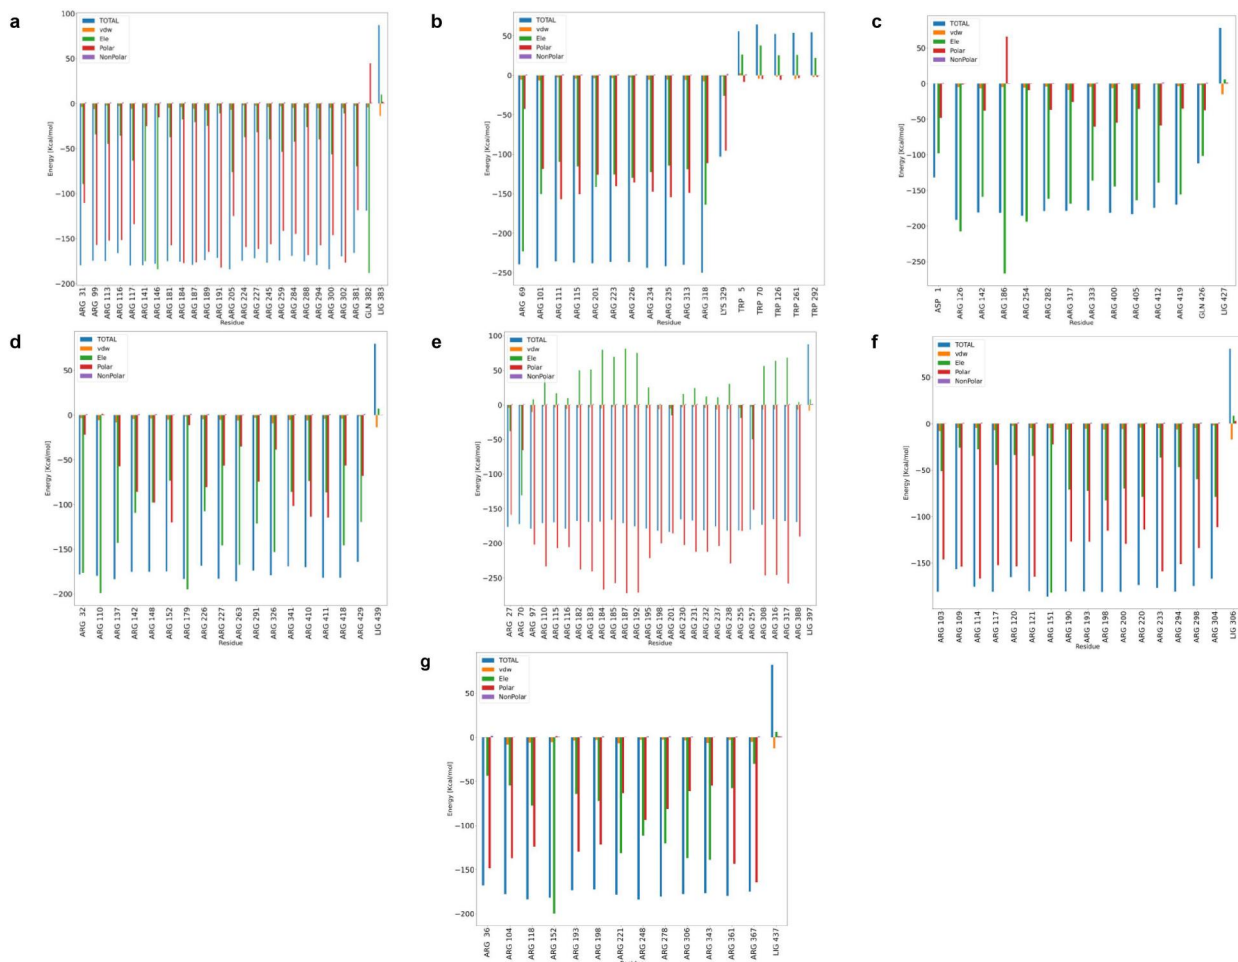 a
TOTAL
vdw
Ele
Polar
NonPolar
100
50
0
−50
−100
−150
−200
Energy [Kcal/mol]
ARG 31
ARG 99
ARG 113
ARG 116
ARG 117
ARG 141
ARG 146
ARG 181
ARG 184
ARG 187
ARG 189
ARG 191
ARG 205
ARG 224
ARG 227
ARG 245
ARG 259
ARG 284
ARG 288
ARG 294
ARG 300
ARG 302
ARG 381
GLN 382
LIG 383
Residue
b
TOTAL
vdw
Ele
Polar
NonPolar
50
0
−50
−100
−150
−200
−250
Energy [Kcal/mol]
ARG 69
ARG 101
ARG 111
ARG 115
ARG 201
ARG 223
ARG 226
ARG 234
ARG 235
ARG 313
ARG 318
LYS 329
TRP 5
TRP 70
TRP 126
TRP 261
TRP 292
Residue
c
TOTAL
vdw
Ele
Polar
NonPolar
50
0
−50
−100
−150
−200
−250
Energy [Kcal/mol]
ASP 1
ARG 126
ARG 142
ARG 186
ARG 254
ARG 282
ARG 317
ARG 333
ARG 400
ARG 405
ARG 412
ARG 419
GLN 426
LIG 427
Residue
d
TOTAL
vdw
Ele
Polar
NonPolar
50
0
−50
−100
−150
−200
Energy [Kcal/mol]
ARG 32
ARG 110
ARG 137
ARG 142
ARG 148
ARG 152
ARG 179
ARG 226
ARG 227
ARG 263
ARG 291
ARG 326
ARG 341
ARG 410
ARG 411
ARG 418
ARG 429
LIG 439
Residue
e
TOTAL
vdw
Ele
Polar
NonPolar
100
50
0
−50
−100
−150
−200
−250
Energy [Kcal/mol]
ARG 27
ARG 70
ARG 97
ARG 110
ARG 115
ARG 116
ARG 182
ARG 183
ARG 184
ARG 185
ARG 187
ARG 192
ARG 195
ARG 198
ARG 201
ARG 230
ARG 231
ARG 232
ARG 237
ARG 238
ARG 255
ARG 257
ARG 308
ARG 316
ARG 317
ARG 388
LIG 399
Residue
f
TOTAL
vdw
Ele
Polar
NonPolar
50
0
−50
−100
−150
−200
Energy [Kcal/mol]
ARG 103
ARG 109
ARG 114
ARG 117
ARG 120
ARG 121
ARG 151
ARG 190
ARG 193
ARG 198
ARG 200
ARG 220
ARG 233
ARG 294
ARG 298
ARG 304
LIG 306
Residue
g
TOTAL
vdw
Ele
Polar
NonPolar
50
0
−50
−100
−150
−200
Energy [Kcal/mol]
ARG 36
ARG 104
ARG 118
ARG 152
ARG 193
ARG 198
ARG 221
ARG 248
ARG 278
ARG 306
ARG 343
ARG 361
ARG 367
LIG 437